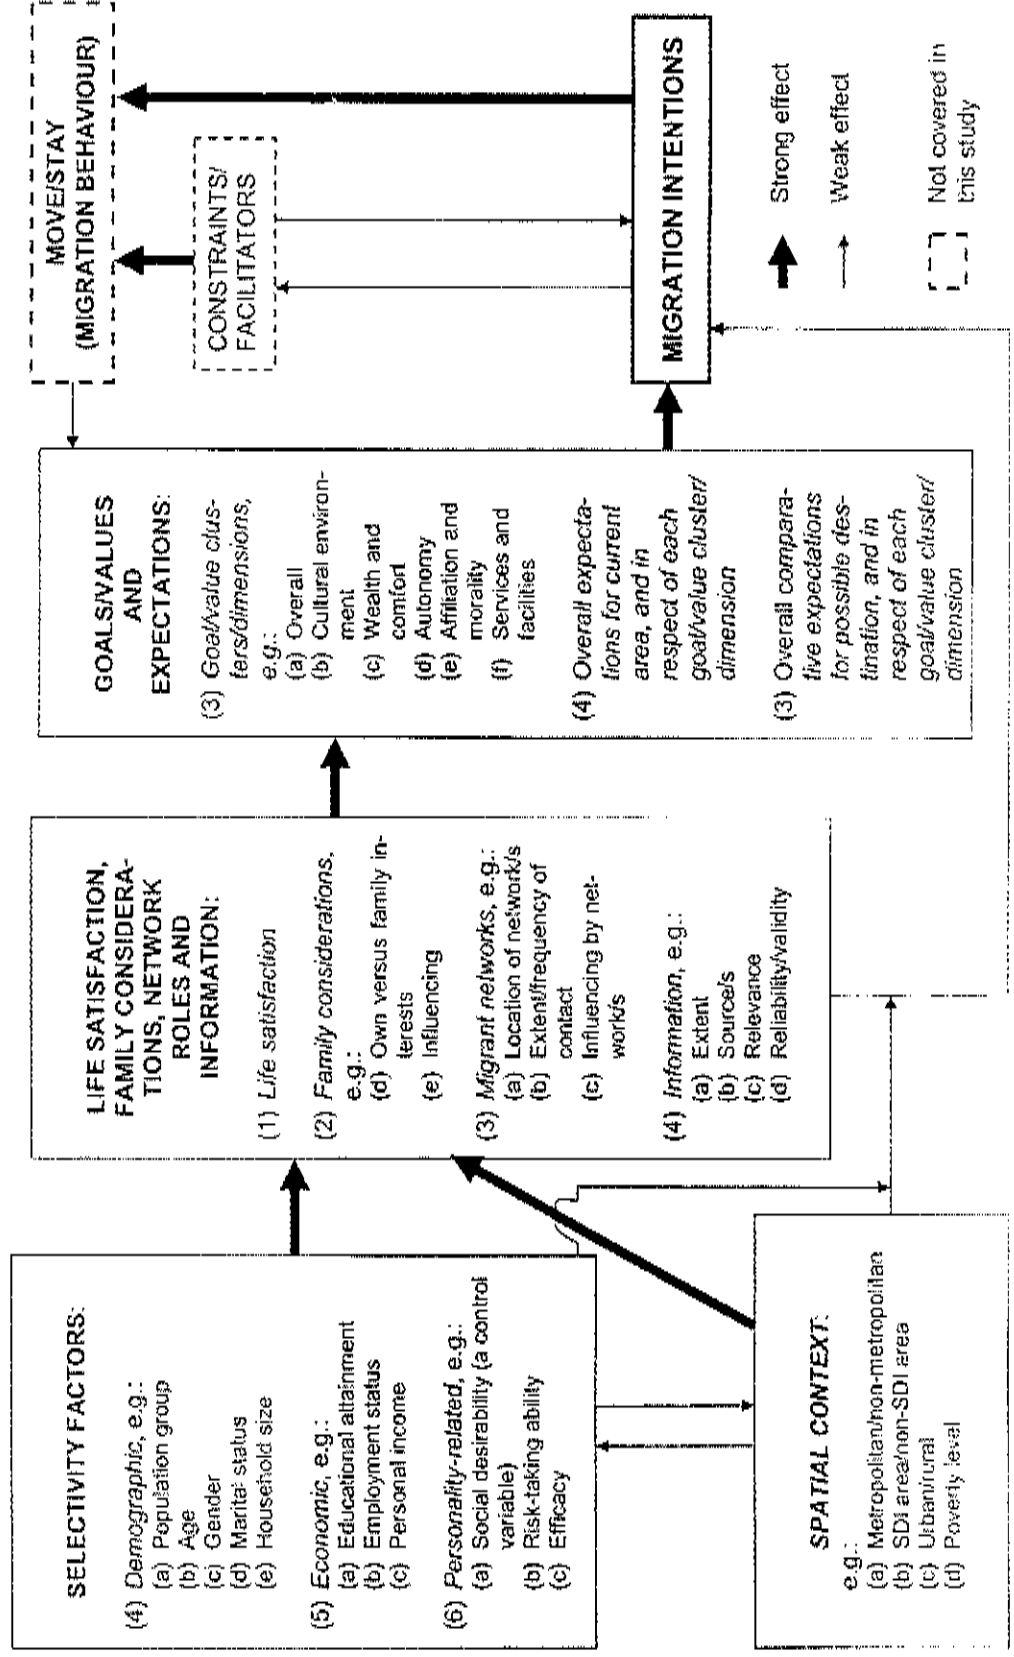 SELECTIVITY FACTORS:
(4) Demographic, e.g.:
(a) Population group
(b) Age
(c) Gender
(d) Marital status
(e) Household size
(5) Economic, e.g.:
(a) Educational attainment
(b) Employment status
(c) Personal income
(6) Personality-related, e.g.:
(a) Social desirability (a control
variable)
(b) Risk-taking ability
(c) Efficacy
SPATIAL CONTEXT:
e.g.:
(a) Metropolitan/non-metropolitan
(b) SDI area/non-SDI area
(c) Urban/rural
(d) Poverty level
LIFE SATISFACTION,
FAMILY CONSIDERA-
TIONS, NETWORK
ROLES AND
INFORMATION:
(1) Life satisfaction
(2) Family considerations,
e.g.:
(d) Own versus family in-
terests
(e) Influencing
(3) Migrant networks, e.g.:
(a) Location of network/s
(b) Extent/frequency of
contact
(c) Influencing by net-
work/s
(4) Information, e.g.:
(a) Extent
(b) Source/s
(c) Relevance
(d) Reliability/validity
GOALS/VALUES
AND
EXPECTATIONS:
(3) Goal/value clus-
ters/dimensions,
e.g.:
(a) Overall
(b) Cultural environ-
ment
(c) Wealth and
comfort
(d) Autonomy
(e) Affiliation and
morality
(f) Services and
facilities
(4) Overall expecta-
tions for current
area, and in
respect of each
goal/value cluster/
dimension
(3) Overall compara-
tive expectations
for possible des-
tination, and in
respect of each
goal/value cluster/
dimension
MOVE/STAY
(MIGRATION BEHAVIOUR)
CONSTRAINTS/
FACILITATORS
MIGRATION INTENTIONS
Strong effect
Weak effect
Not covered in
this study